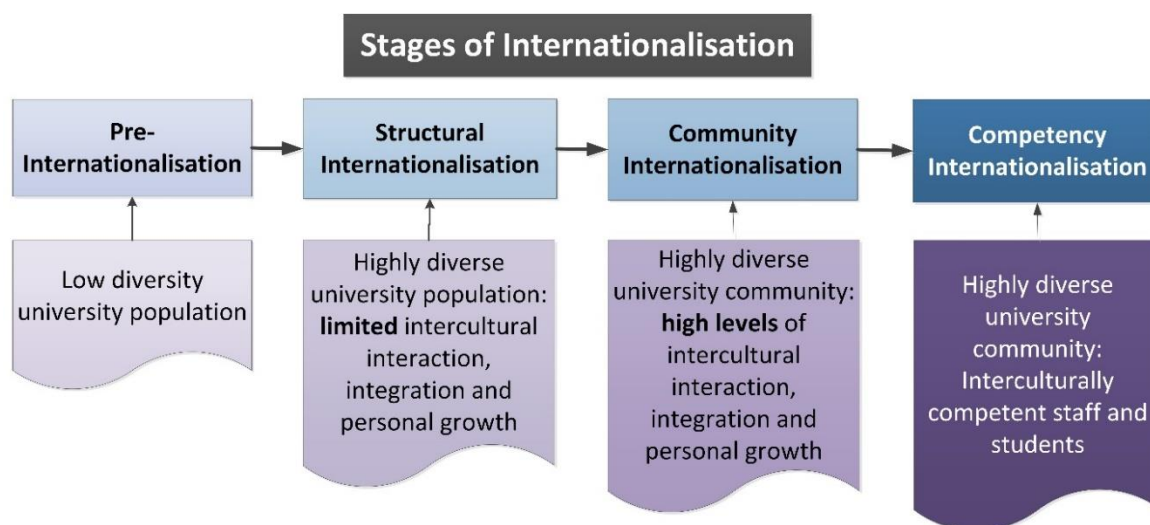 Stages of Internationalisation
Pre-
Internationalisation
Structural
Internationalisation
Community
Internationalisation
Competency
Internationalisation
Low diversity
university population
Highly diverse
university population:
limited intercultural
interaction,
integration and
personal growth
Highly diverse
university community:
high levels of
intercultural
interaction,
integration and
personal growth
Highly diverse
university
community:
Interculturally
competent staff and
students